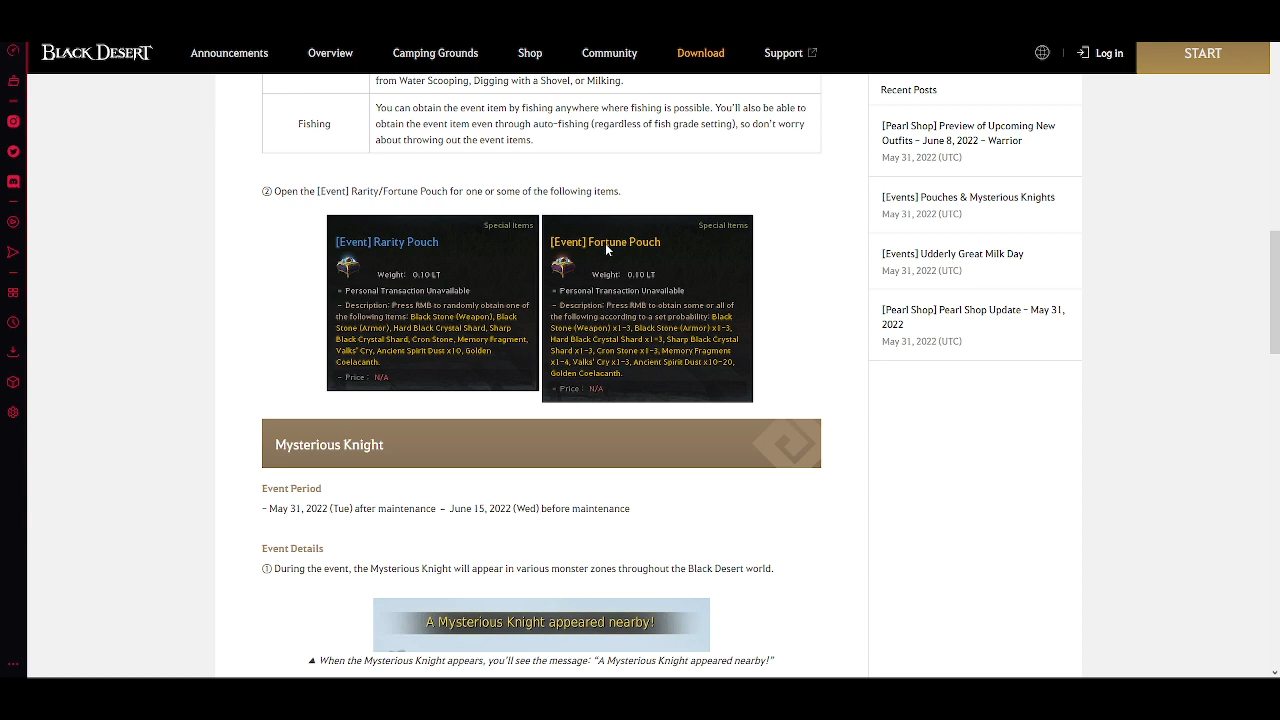 BLACK DESERT
Announcements
Overview
Camping Grounds
Shop
Community
Download
Support
Log in
START
from Water Scooping, Digging with a Shovel, or Milking.
Fishing
You can obtain the event item by fishing anywhere where fishing is possible. You'll also be able to
obtain the event item even through auto-fishing (regardless of fish grade setting), so don't worry
about throwing out the event items.
② Open the [Event] Rarity/Fortune Pouch for one or some of the following items.
Special Items
[Event] Rarity Pouch
Weight: 0.10 LT
Personal Transaction Unavailable
- Description: Press RMB to randomly obtain one of
the following items: Black Stone (Weapon), Black
Stone (Armor), Hard Black Crystal Shard, Sharp
Black Crystal Shard, Cron Stone, Memory Fragment,
Valks' Cry, Ancient Spirit Dust x10, Golden
Coelacanth.
- Price : N/A
Special Items
[Event] Fortune Pouch
Weight: 0.10 LT
Personal Transaction Unavailable
- Description: Press RMB to obtain some or all of
the following according to a set probability: Black
Stone (Weapon) x1-3, Black Stone (Armor) x1-3,
Hard Black Crystal Shard x1-3, Sharp Black Crystal
Shard x1-3, Cron Stone x1-3, Memory Fragment
x1-4, Valks' Cry x1-3, Ancient Spirit Dust x10-20,
Golden Coelacanth.
Price : N/A
Mysterious Knight
Event Period
- May 31, 2022 (Tue) after maintenance – June 15, 2022 (Wed) before maintenance
Event Details
① During the event, the Mysterious Knight will appear in various monster zones throughout the Black Desert world.
A Mysterious Knight appeared nearby!
▲ When the Mysterious Knight appears, you'll see the message: "A Mysterious Knight appeared nearby!"
Recent Posts
[Pearl Shop] Preview of Upcoming New
Outfits – June 8, 2022 – Warrior
May 31, 2022 (UTC)
[Events] Pouches & Mysterious Knights
May 31, 2022 (UTC)
[Events] Udderly Great Milk Day
May 31, 2022 (UTC)
[Pearl Shop] Pearl Shop Update – May 31,
2022
May 31, 2022 (UTC)